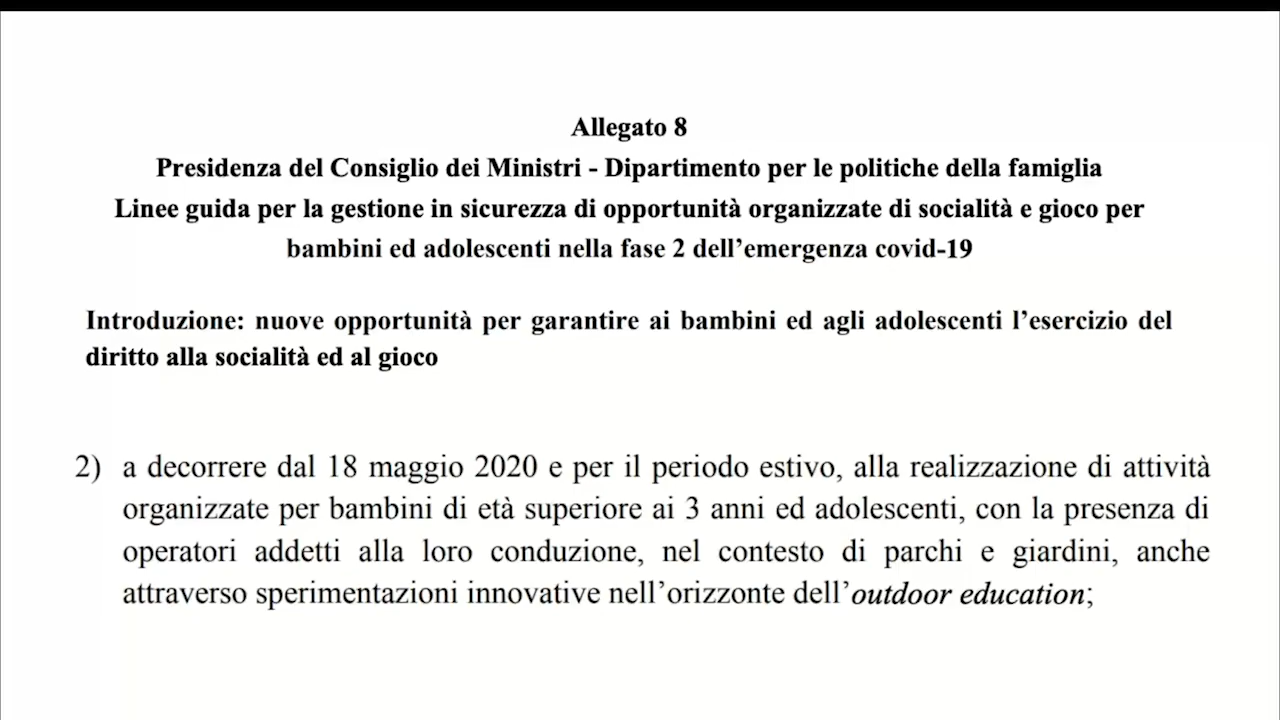 Allegato 8
Presidenza del Consiglio dei Ministri - Dipartimento per le politiche della famiglia
Linee guida per la gestione in sicurezza di opportunità organizzate di socialità e gioco per
bambini ed adolescenti nella fase 2 dell’emergenza covid-19
Introduzione: nuove opportunità per garantire ai bambini ed agli adolescenti l’esercizio del
diritto alla socialità ed al gioco
2) a decorrere dal 18 maggio 2020 e per il periodo estivo, alla realizzazione di attività
organizzate per bambini di età superiore ai 3 anni ed adolescenti, con la presenza di
operatori addetti alla loro conduzione, nel contesto di parchi e giardini, anche
attraverso sperimentazioni innovative nell’orizzonte dell’outdoor education;